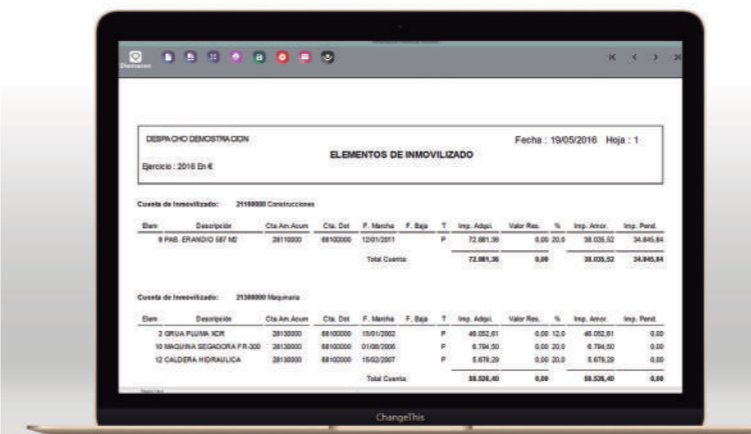 Diamacon
DESPACHO DEMOSTRACION
Fecha : 19/05/2016 Hoja : 1
ELEMENTOS DE INMOVILIZADO
Ejercicio : 2016 En €
Cuenta de Inmovilizado: 21100000 Construcciones
Elem Descripción Cta.Am.Acum Cta. Dot F. Marcha F. Baja T Imp. Adqui. Valor Res. % Imp. Amor. Imp. Pend.
9 PAB. ERANDIO 587 M2 28110000 68100000 12/01/2011 P 72.881,36 0,00 20,0 38.035,52 34.845,84
Total Cuenta: 72.881,36 0,00 38.035,52 34.845,84
Cuenta de Inmovilizado: 21300000 Maquinaria
Elem Descripción Cta.Am.Acum Cta. Dot F. Marcha F. Baja T Imp. Adqui. Valor Res. % Imp. Amor. Imp. Pend.
2 GRUA PLUMA XCR 28130000 68100000 15/01/2002 P 46.052,61 0,00 12,0 46.052,61 0,00
10 MAQUINA SEGADORA FR-300 28130000 68100000 01/06/2006 P 6.794,50 0,00 20,0 6.794,50 0,00
12 CALDERA HIDRAULICA 28130000 68100000 15/02/2007 P 5.679,29 0,00 20,0 5.679,29 0,00
Total Cuenta: 58.526,40 0,00 58.526,40 0,00
ChangeThis